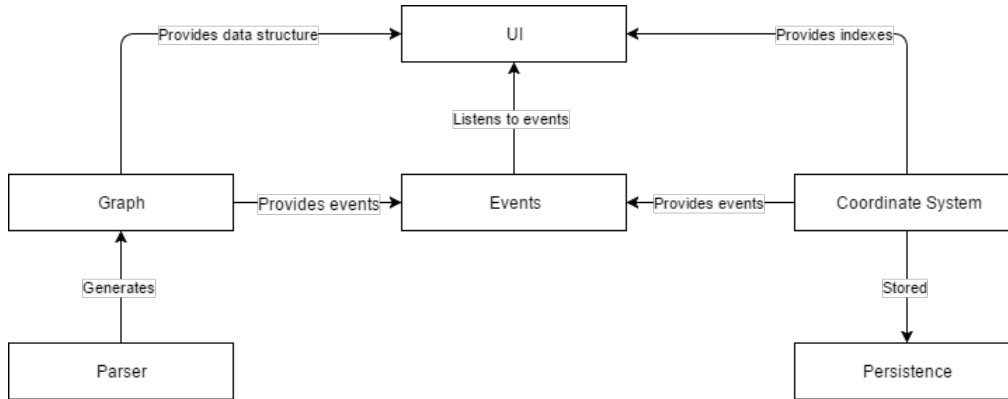 UI
Provides data structure
Provides indexes
Listens to events
Graph
Provides events
Events
Provides events
Coordinate System
Generates
Stored
Parser
Persistence